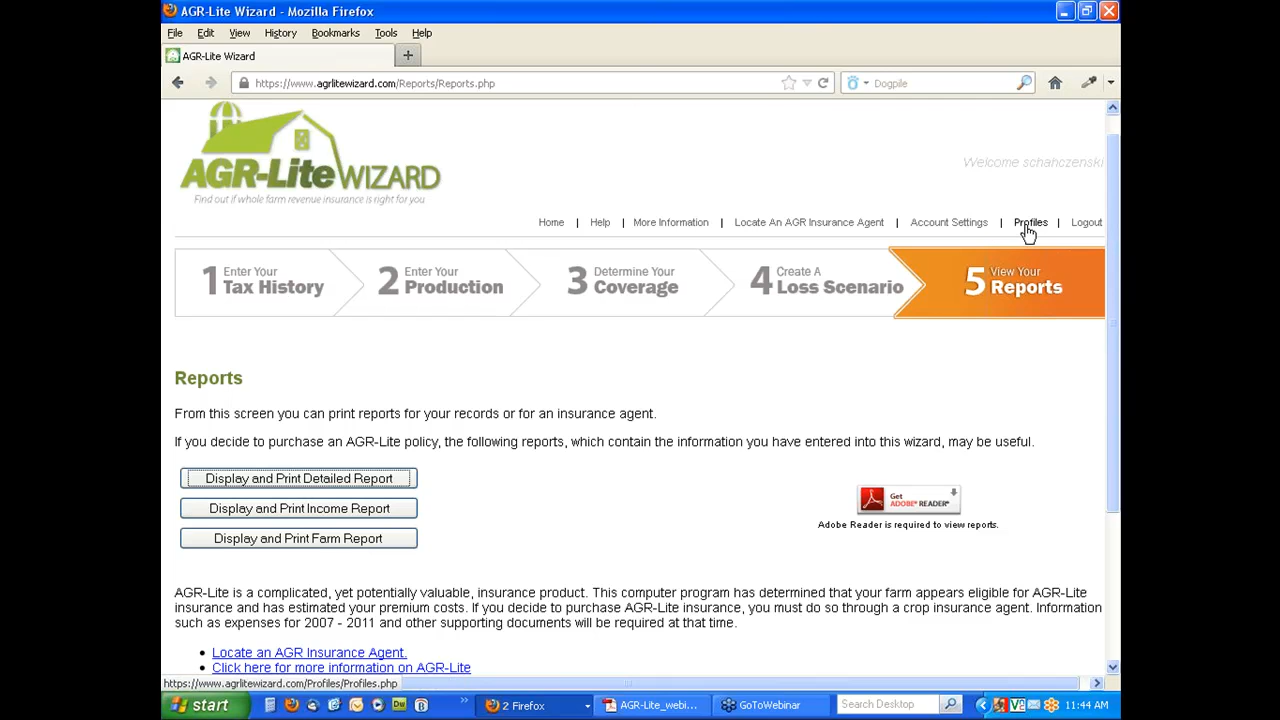 AGR-Lite Wizard - Mozilla Firefox
File Edit View History Bookmarks Tools Help
AGR-Lite Wizard
https://www.agrlitewizard.com/Reports/Reports.php
Dogpile
AGR-Lite WIZARD
Find out if whole farm revenue insurance is right for you
Welcome schahczenski
Home | Help | More Information | Locate An AGR Insurance Agent | Account Settings | Profiles | Logout
1 Enter Your Tax History
2 Enter Your Production
3 Determine Your Coverage
4 Create A Loss Scenario
5 View Your Reports
Reports
From this screen you can print reports for your records or for an insurance agent.
If you decide to purchase an AGR-Lite policy, the following reports, which contain the information you have entered into this wizard, may be useful.
Display and Print Detailed Report
Display and Print Income Report
Display and Print Farm Report
Get ADOBE® READER®
Adobe Reader is required to view reports.
AGR-Lite is a complicated, yet potentially valuable, insurance product. This computer program has determined that your farm appears eligible for AGR-Lite
insurance and has estimated your premium costs. If you decide to purchase AGR-Lite insurance, you must do so through a crop insurance agent. Information
such as expenses for 2007 - 2011 and other supporting documents will be required at that time.
Locate an AGR Insurance Agent.
Click here for more information on AGR-Lite
https://www.agrlitewizard.com/Profiles/Profiles.php
start
2 Firefox
AGR-Lite_webi...
GoToWebinar
Search Desktop
11:44 AM